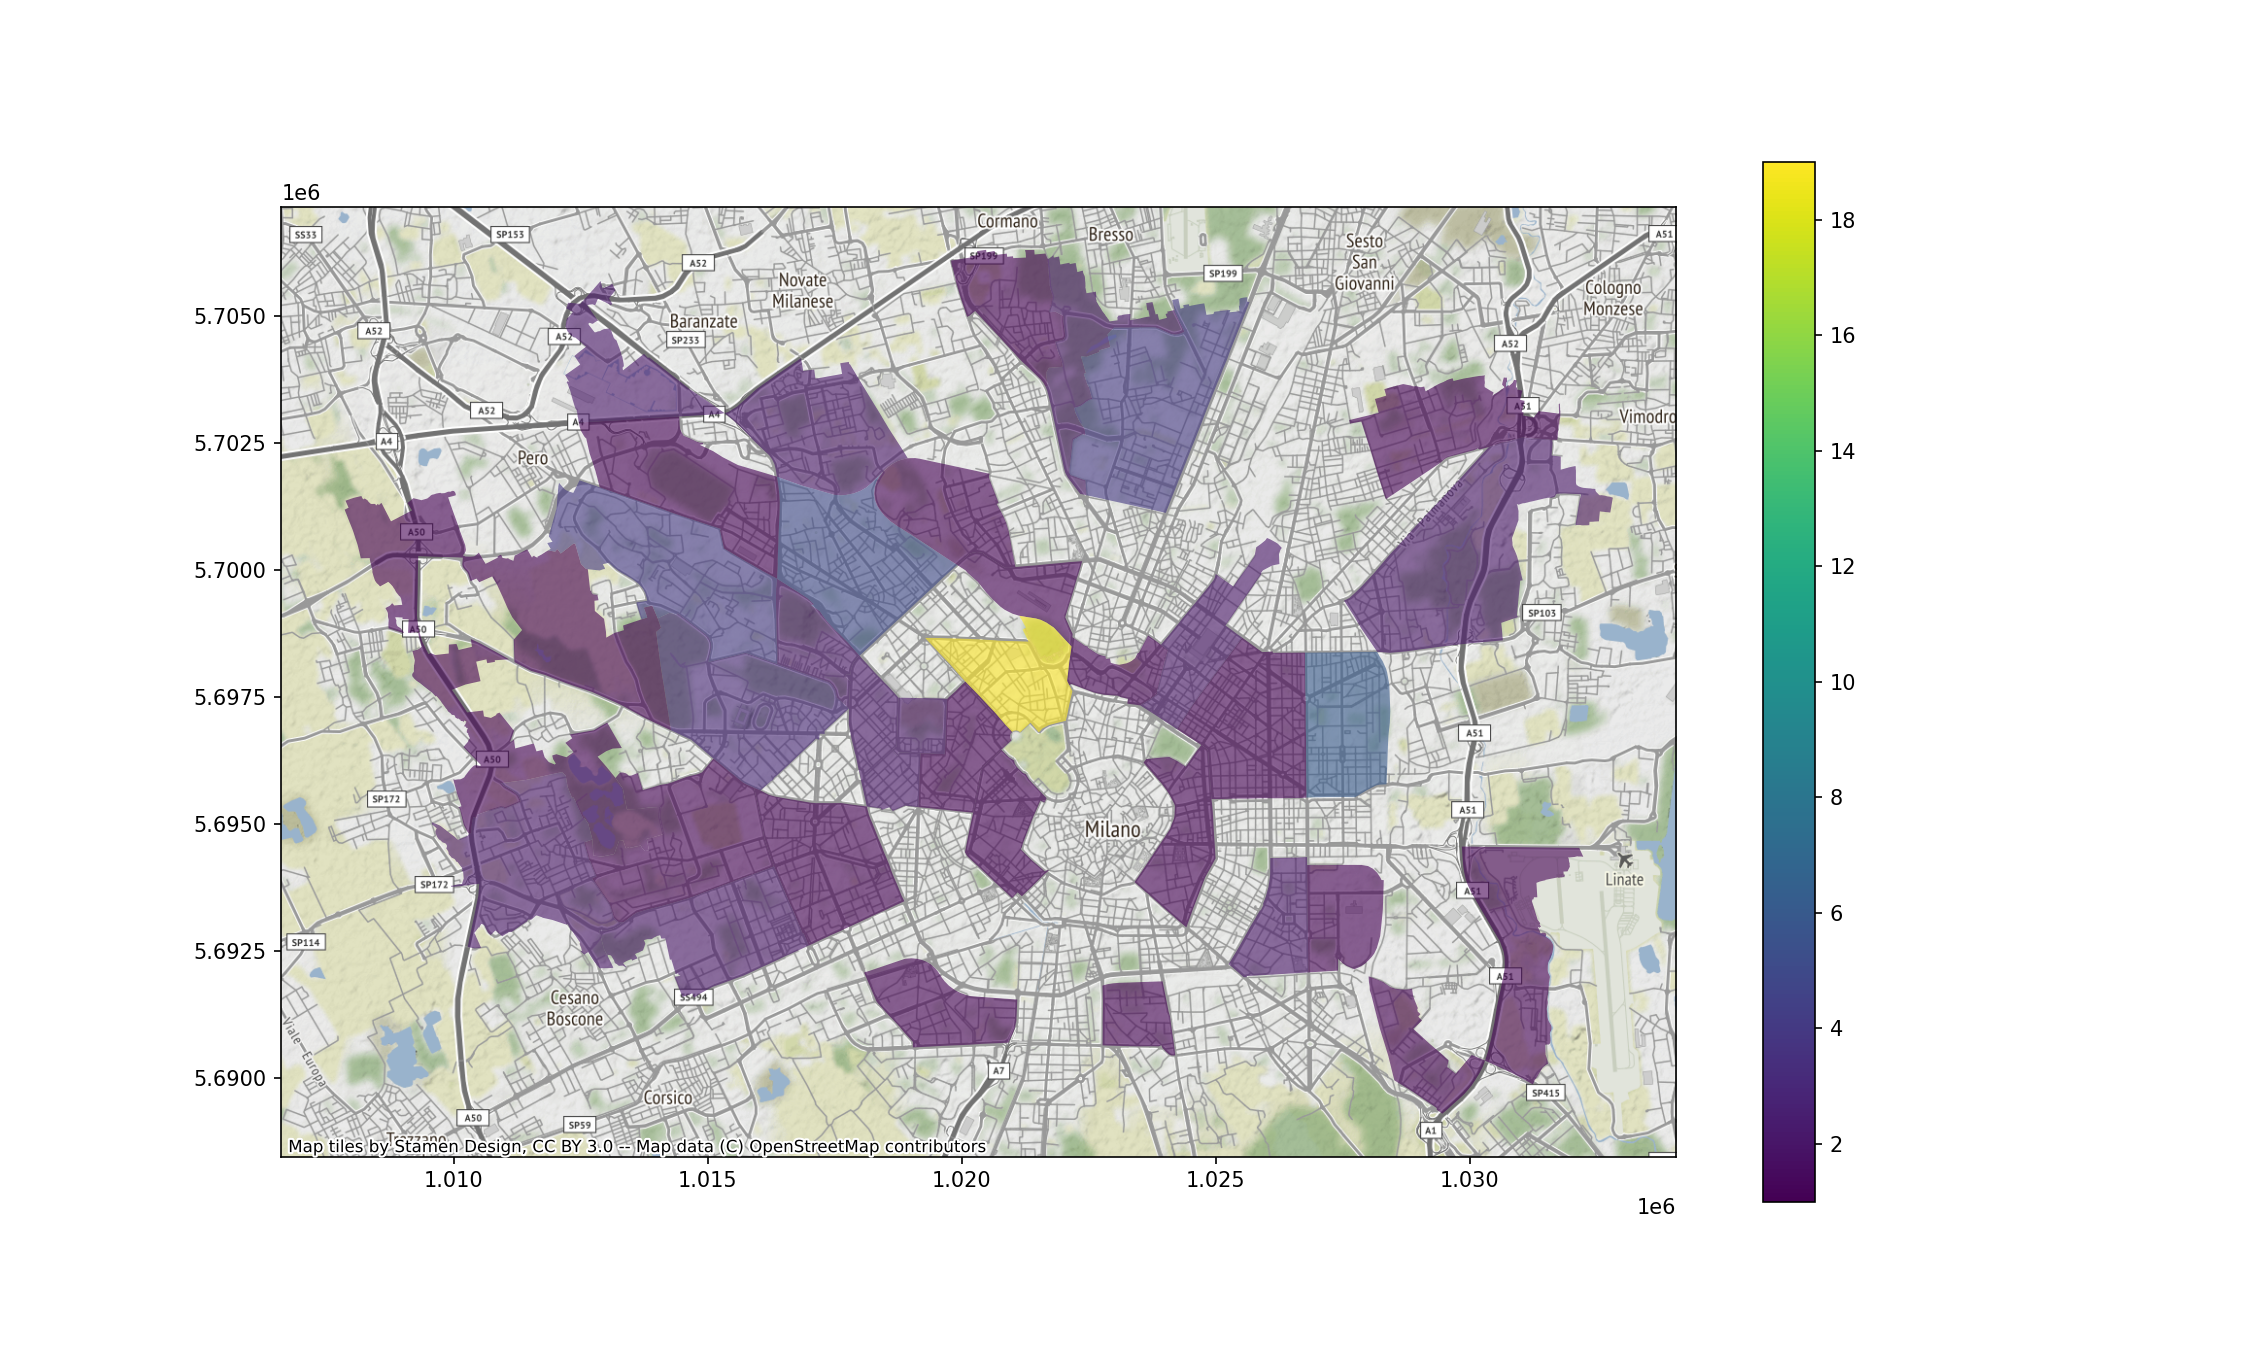 1e6
Cormano
Bresso
SS33
SP153
A51
Sesto
San
Giovanni
SP199
A52
SP199
Novate
Milanese
Cologno
Monzese
5.7050
Baranzate
A52
A52
SP233
A52
A52
A51
A4
A4
Vimodro
5.7025
A4
Pero
Via Palmanova
A50
5.7000
SP103
A50
5.6975
A51
A50
SP172
A51
5.6950
Milano
Linate
SP172
A51
SP114
5.6925
A51
Cesano
Boscone
SS494
Viale Europa
5.6900
A7
SP415
Corsico
A50
SP59
A1
Trezzano
Map tiles by Stamen Design, CC BY 3.0 -- Map data (C) OpenStreetMap contributors
1.010
1.015
1.020
1.025
1.030
1e6
18
16
14
12
10
8
6
4
2